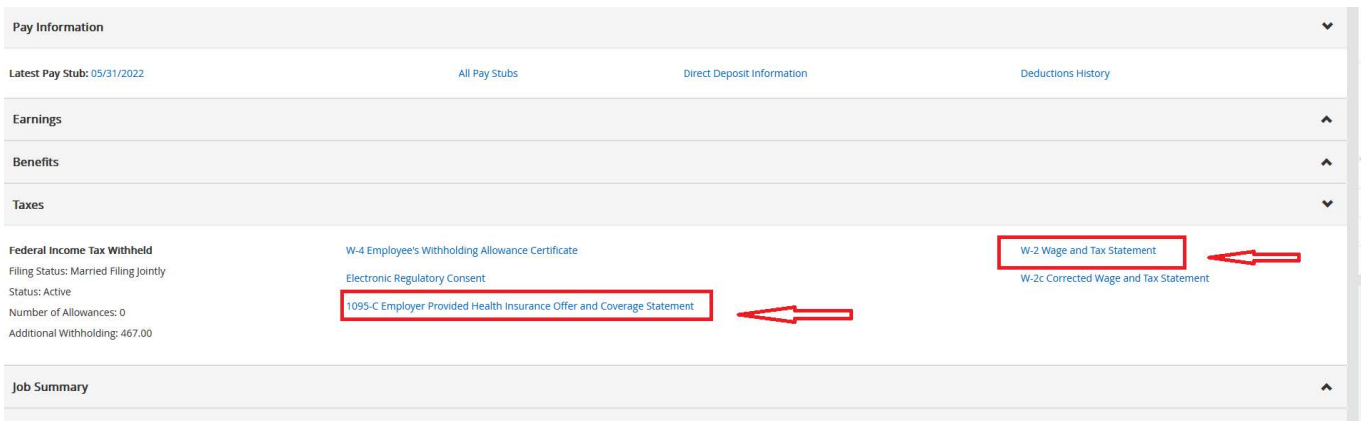 Pay Information
Latest Pay Stub: 05/31/2022 All Pay Stubs Direct Deposit Information Deductions History
Earnings
Benefits
Taxes
Federal Income Tax Withheld W-4 Employee's Withholding Allowance Certificate W-2 Wage and Tax Statement
Filing Status: Married Filing Jointly Electronic Regulatory Consent W-2c Corrected Wage and Tax Statement
Status: Active
Number of Allowances: 0 1095-C Employer Provided Health Insurance Offer and Coverage Statement
Additional Withholding: 467.00
Job Summary